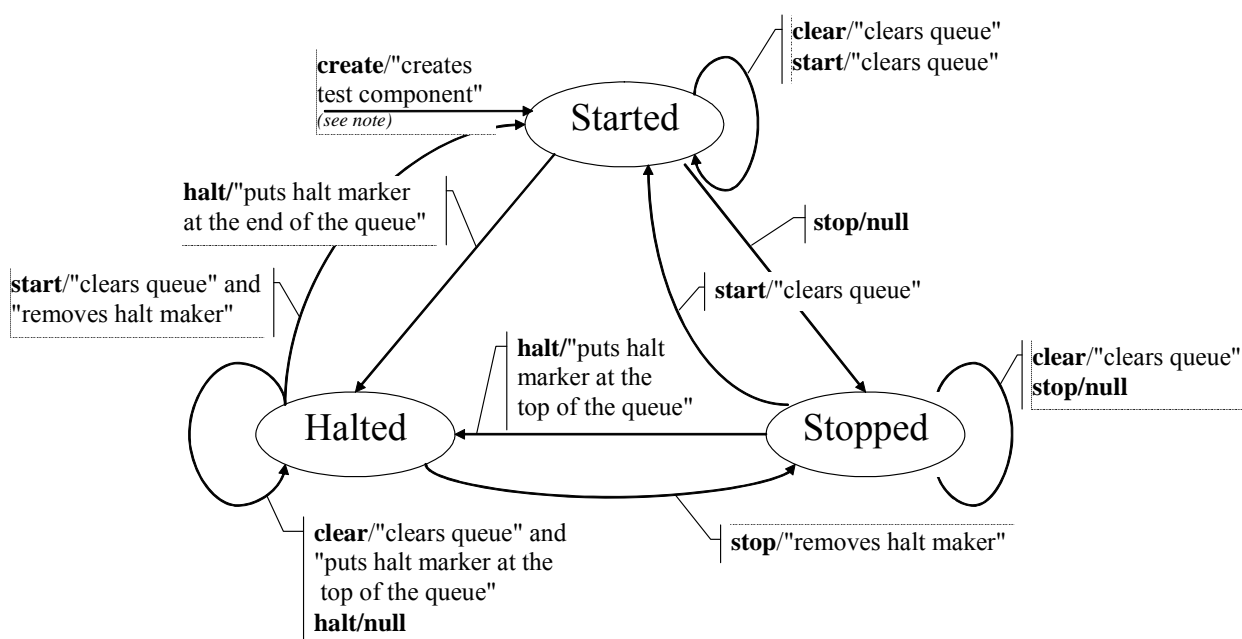 clear/"clears queue"
start/"clears queue"
create/"creates
test component"
(see note)
Started
halt/"puts halt marker
at the end of the queue"
stop/null
start/"clears queue" and
"removes halt maker"
start/"clears queue"
halt/"puts halt
marker at the
top of the queue"
clear/"clears queue"
stop/null
Halted
Stopped
clear/"clears queue" and
"puts halt marker at the
top of the queue"
halt/null
stop/"removes halt maker"